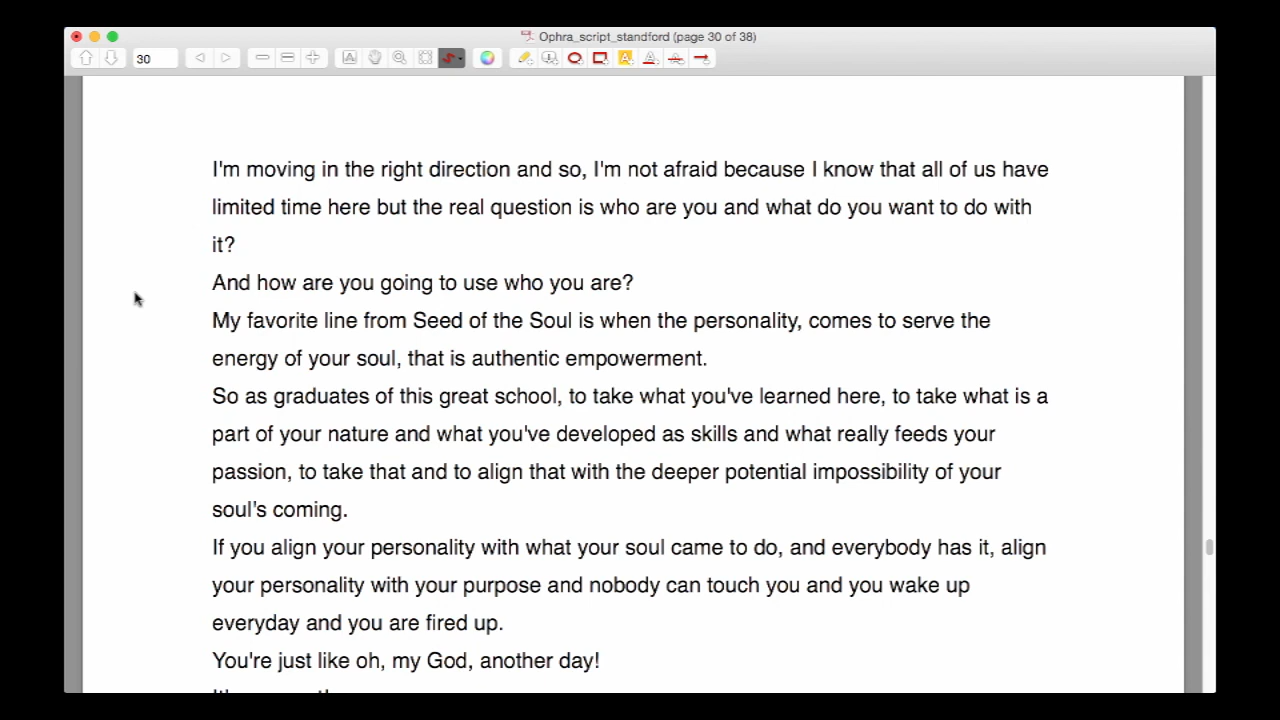 Ophra_script_standford (page 30 of 38)
30
I'm moving in the right direction and so, I'm not afraid because I know that all of us have
limited time here but the real question is who are you and what do you want to do with
it?
And how are you going to use who you are?
My favorite line from Seed of the Soul is when the personality, comes to serve the
energy of your soul, that is authentic empowerment.
So as graduates of this great school, to take what you've learned here, to take what is a
part of your nature and what you've developed as skills and what really feeds your
passion, to take that and to align that with the deeper potential impossibility of your
soul's coming.
If you align your personality with what your soul came to do, and everybody has it, align
your personality with your purpose and nobody can touch you and you wake up
everyday and you are fired up.
You're just like oh, my God, another day!